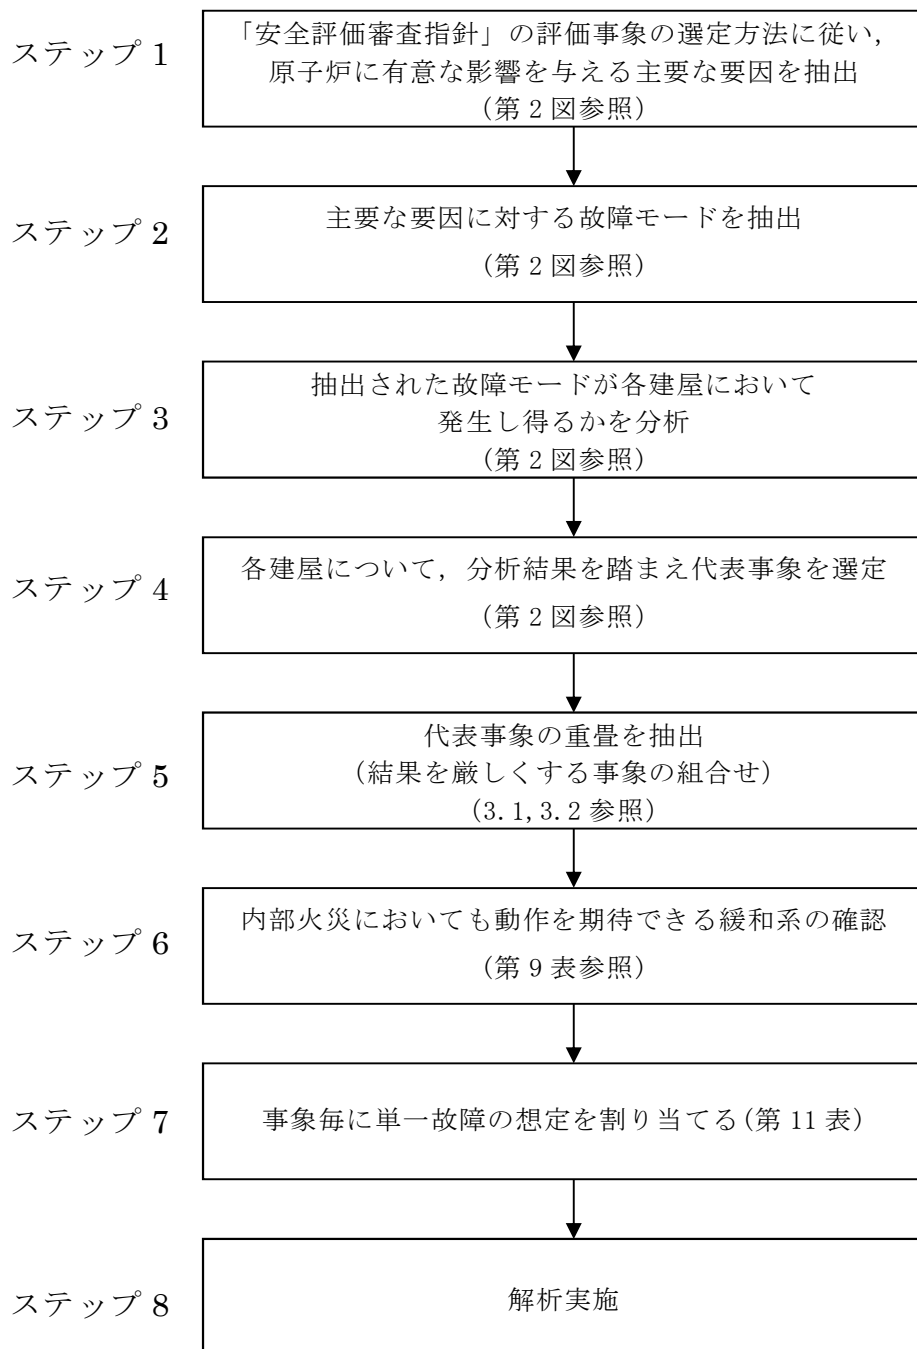 ステップ 1
「安全評価審査指針」の評価事象の選定方法に従い,
原子炉に有意な影響を与える主要な要因を抽出
(第 2 図参照)
ステップ 2
主要な要因に対する故障モードを抽出
(第 2 図参照)
ステップ 3
抽出された故障モードが各建屋において
発生し得るかを分析
(第 2 図参照)
ステップ 4
各建屋について, 分析結果を踏まえ代表事象を選定
(第 2 図参照)
ステップ 5
代表事象の重畳を抽出
(結果を厳しくする事象の組合せ)
(3.1, 3.2 参照)
ステップ 6
内部火災においても動作を期待できる緩和系の確認
(第 9 表参照)
ステップ 7
事象毎に単一故障の想定を割り当てる(第 11 表)
ステップ 8
解析実施